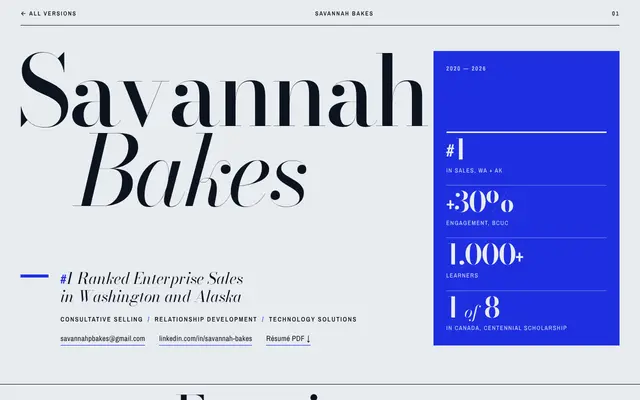 ← ALL VERSIONS
SAVANNAH BAKES
01
Savannah
Bakes
#1 Ranked Enterprise Sales
in Washington and Alaska
CONSULTATIVE SELLING / RELATIONSHIP DEVELOPMENT / TECHNOLOGY SOLUTIONS
savannahpbakes@gmail.com
linkedin.com/in/savannah-bakes
Résumé PDF ↓
2020 — 2026
#1
IN SALES, WA + AK
+30%
ENGAGEMENT, BCUC
1,000+
LEARNERS
1 of 8
IN CANADA, CENTENNIAL SCHOLARSHIP